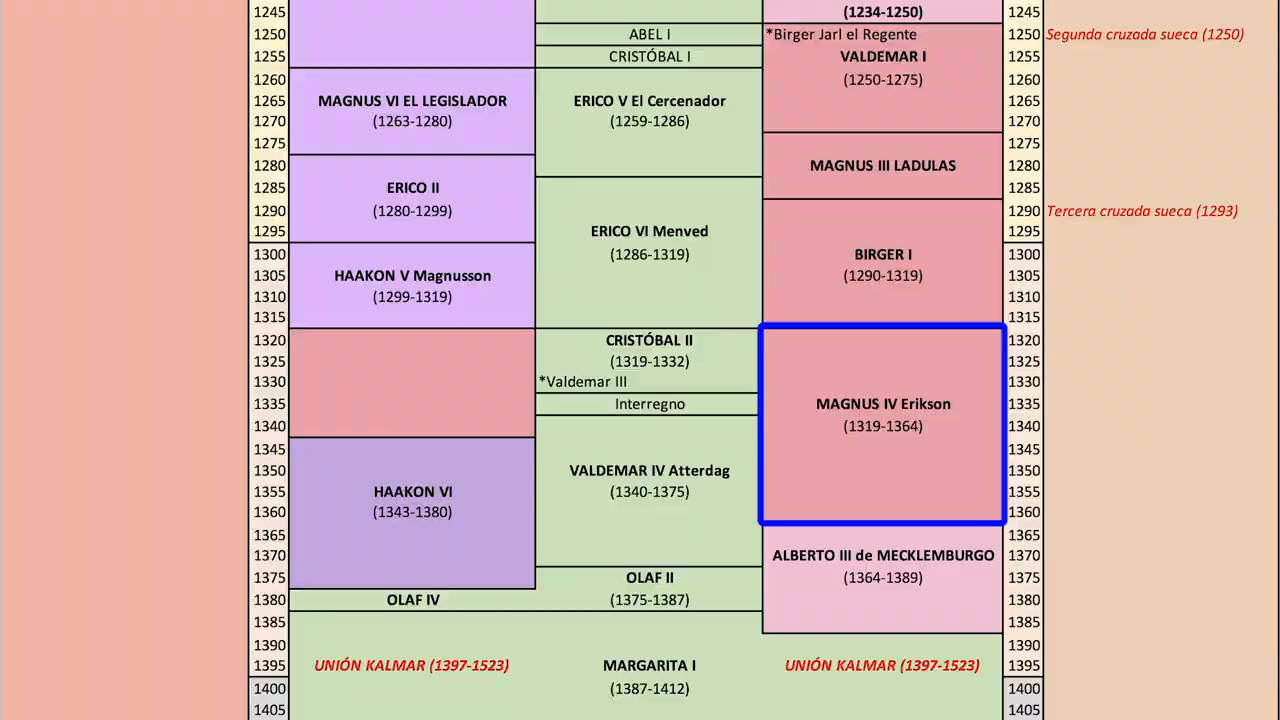 1245 (1234-1250) 1245
1250 ABEL I *Birger Jarl el Regente 1250 Segunda cruzada sueca (1250)
1255 CRISTÓBAL I VALDEMAR I 1255
1260 (1250-1275) 1260
1265 MAGNUS VI EL LEGISLADOR ERICO V El Cercenador 1265
1270 (1263-1280) (1259-1286) 1270
1275 1275
1280 MAGNUS III LADULAS 1280
1285 ERICO II 1285
1290 (1280-1299) 1290 Tercera cruzada sueca (1293)
1295 ERICO VI Menved 1295
1300 (1286-1319) BIRGER I 1300
1305 HAAKON V Magnusson (1290-1319) 1305
1310 (1299-1319) 1310
1315 1315
1320 CRISTÓBAL II 1320
1325 (1319-1332) 1325
1330 *Valdemar III 1330
1335 Interregno MAGNUS IV Erikson 1335
1340 (1319-1364) 1340
1345 1345
1350 VALDEMAR IV Atterdag 1350
1355 HAAKON VI (1340-1375) 1355
1360 (1343-1380) 1360
1365 1365
1370 ALBERTO III de MECKLEMBURGO 1370
1375 OLAF II (1364-1389) 1375
1380 OLAF IV (1375-1387) 1380
1385 1385
1390 1390
1395 UNIÓN KALMAR (1397-1523) MARGARITA I UNIÓN KALMAR (1397-1523) 1395
1400 (1387-1412) 1400
1405 1405